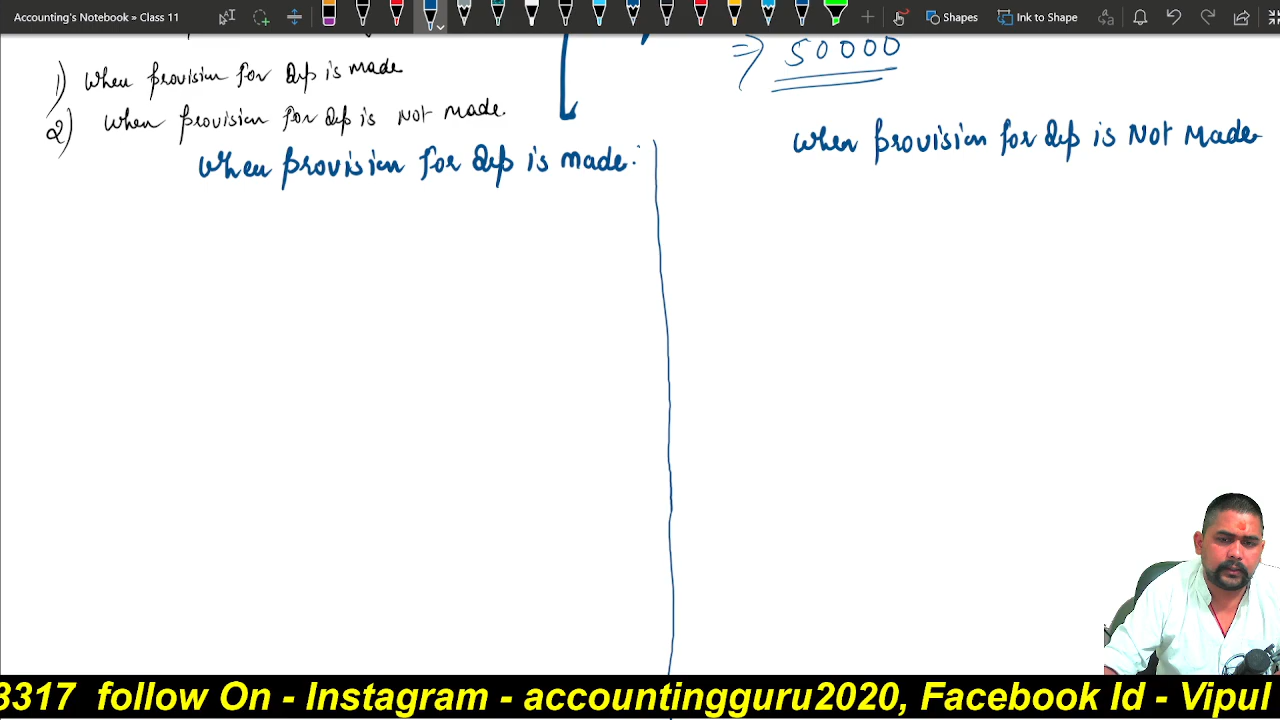 Accounting's Notebook » Class 11
Shapes
Ink to Shape
⇒ 50000
1) When provision for Dep is made
2) When provision for Dep is Not made.
When provision for Dep is made:
When provision for Dep is Not Made
3317 follow On - Instagram - accountingguru2020, Facebook Id - Vipul